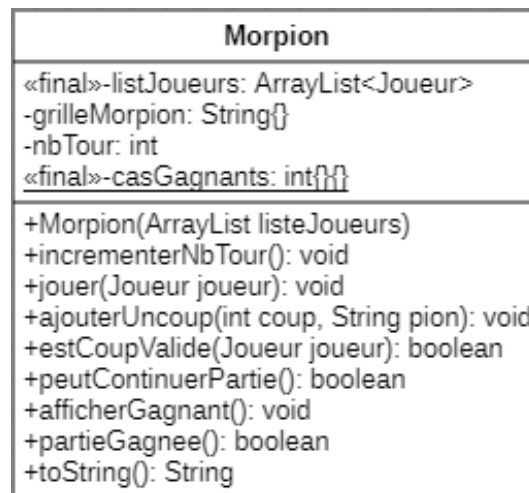 Morpion
«final»-listJoueurs: ArrayList<Joueur>
-grilleMorpion: String{}
-nbTour: int
«final»-casGagnants: int{}{}
+Morpion(ArrayList listeJoueurs)
+incrementerNbTour(): void
+jouer(Joueur joueur): void
+ajouterUncoup(int coup, String pion): void
+estCoupValide(Joueur joueur): boolean
+peutContinuerPartie(): boolean
+afficherGagnant(): void
+partieGagnee(): boolean
+toString(): String